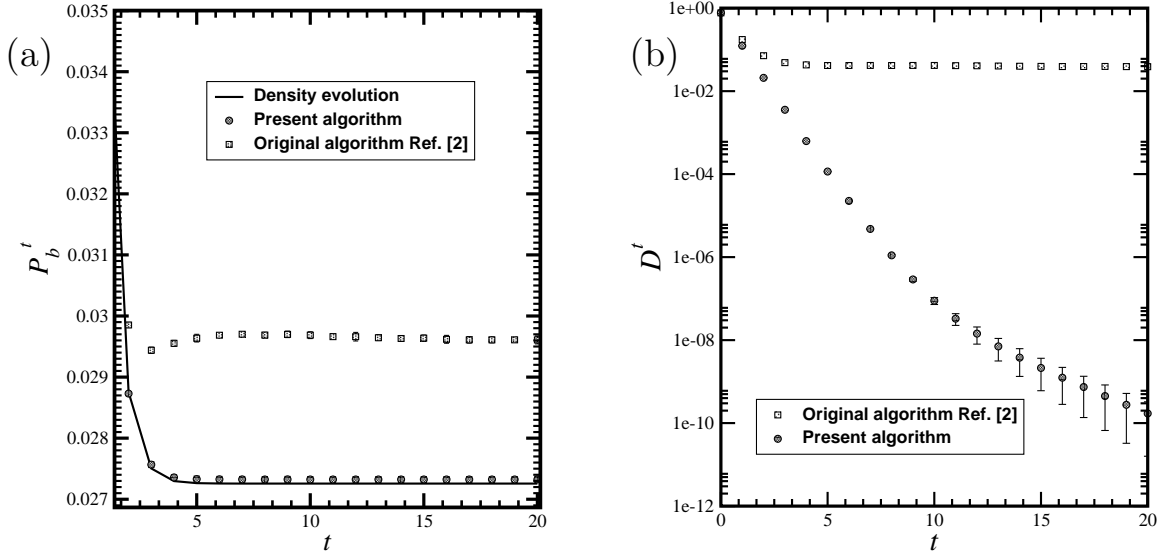 (a)
0.035
0.034
0.033
0.032
0.031
0.03
0.029
0.028
0.027
P_b^t
Density evolution
Present algorithm
Original algorithm Ref. [2]
5
10
15
20
t
(b)
1e+00
1e-02
1e-04
1e-06
1e-08
1e-10
1e-12
D^t
Original algorithm Ref. [2]
Present algorithm
0
5
10
15
20
t